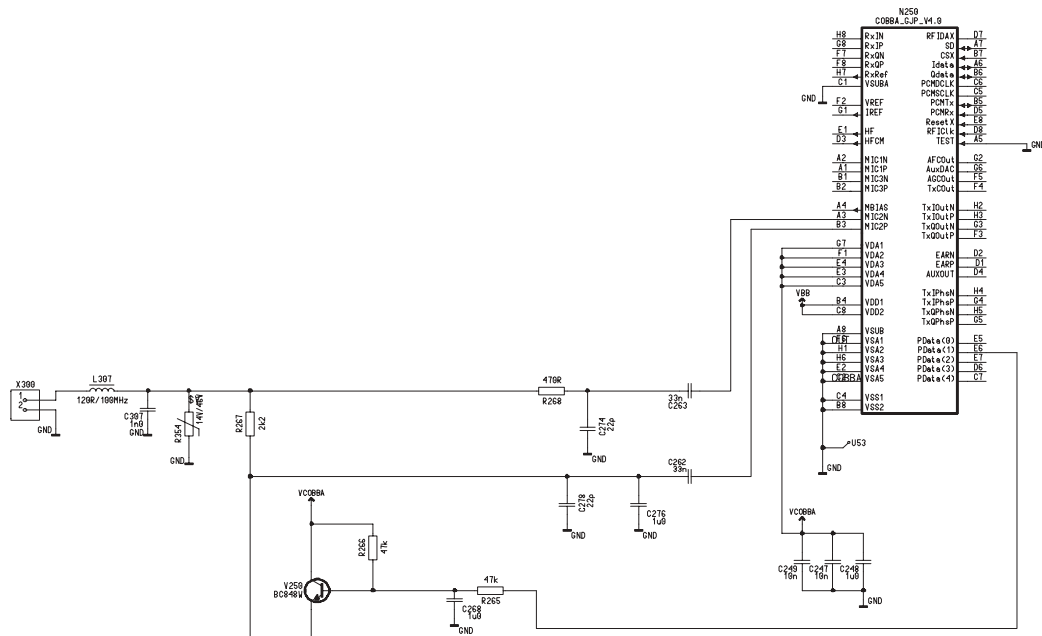 N250
COBBA_GJP_V4.0
H8 RxIN RFIDAX D7
G8 RxIP SD A7
F7 RxQN CSX B7
F8 RxQP Idata A6
H7 RxRef Qdata B6
C1 VSUBA PCMDCLK C6
PCMSCLK C5
GND
F2 VREF PCMTx B5
G1 IREF PCMRx D5
ResetX E8
E1 HF RFIClk D8
D3 HFCM TEST A5
GND
A2 MIC1N AFCOut G2
A1 MIC1P AuxDAC G6
B1 MIC3N AGCOut F5
B2 MIC3P TxCOut F4
A4 MBIAS TxIOutN H2
A3 MIC2N TxIOutP H3
B3 MIC2P TxQOutN G3
TxQOutP F3
G7 VDA1
F1 VDA2 EARN D2
E4 VDA3 EARP D1
E3 VDA4 AUXOUT D4
C3 VDA5
TxIPhsN H4
VBB
B4 VDD1 TxIPhsP G4
C8 VDD2 TxQPhsN H5
TxQPhsP G5
A8 VSUB
VSA1 PData(0) E5
H1 VSA2 PData(1) E6
H6 VSA3 PData(2) E7
E2 VSA4 PData(3) D6
VSA5 PData(4) C7
C4 VSS1
B8 VSS2
U53
GND
X300
1
2
GND
L307
120R/100MHz
C307
1n0
GND
R354
14V/46V
GND
R267
2k2
470R
R268
C274
22p
GND
33n
C263
C262
33n
C278
22p
GND
C276
1u0
GND
VCOBBA
R266
47k
V250
BC848W
C268
1u0
GND
47k
R265
VCOBBA
C249
10n
C247
10n
C248
1u0
GND